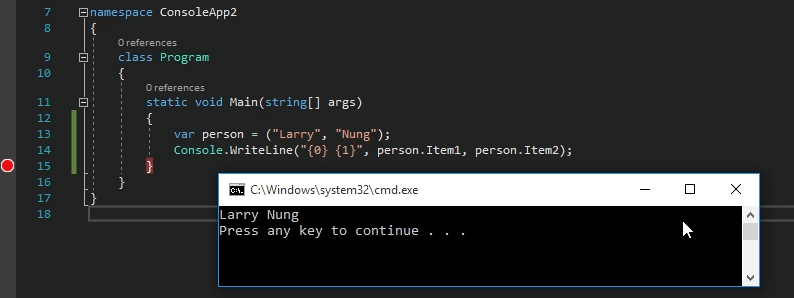 7 namespace ConsoleApp2
8 {
0 references
9 class Program
10 {
0 references
11 static void Main(string[] args)
12 {
13 var person = ("Larry", "Nung");
14 Console.WriteLine("{0} {1}", person.Item1, person.Item2);
15 }
16 }
17 }
18
C:\Windows\system32\cmd.exe
Larry Nung
Press any key to continue . . .